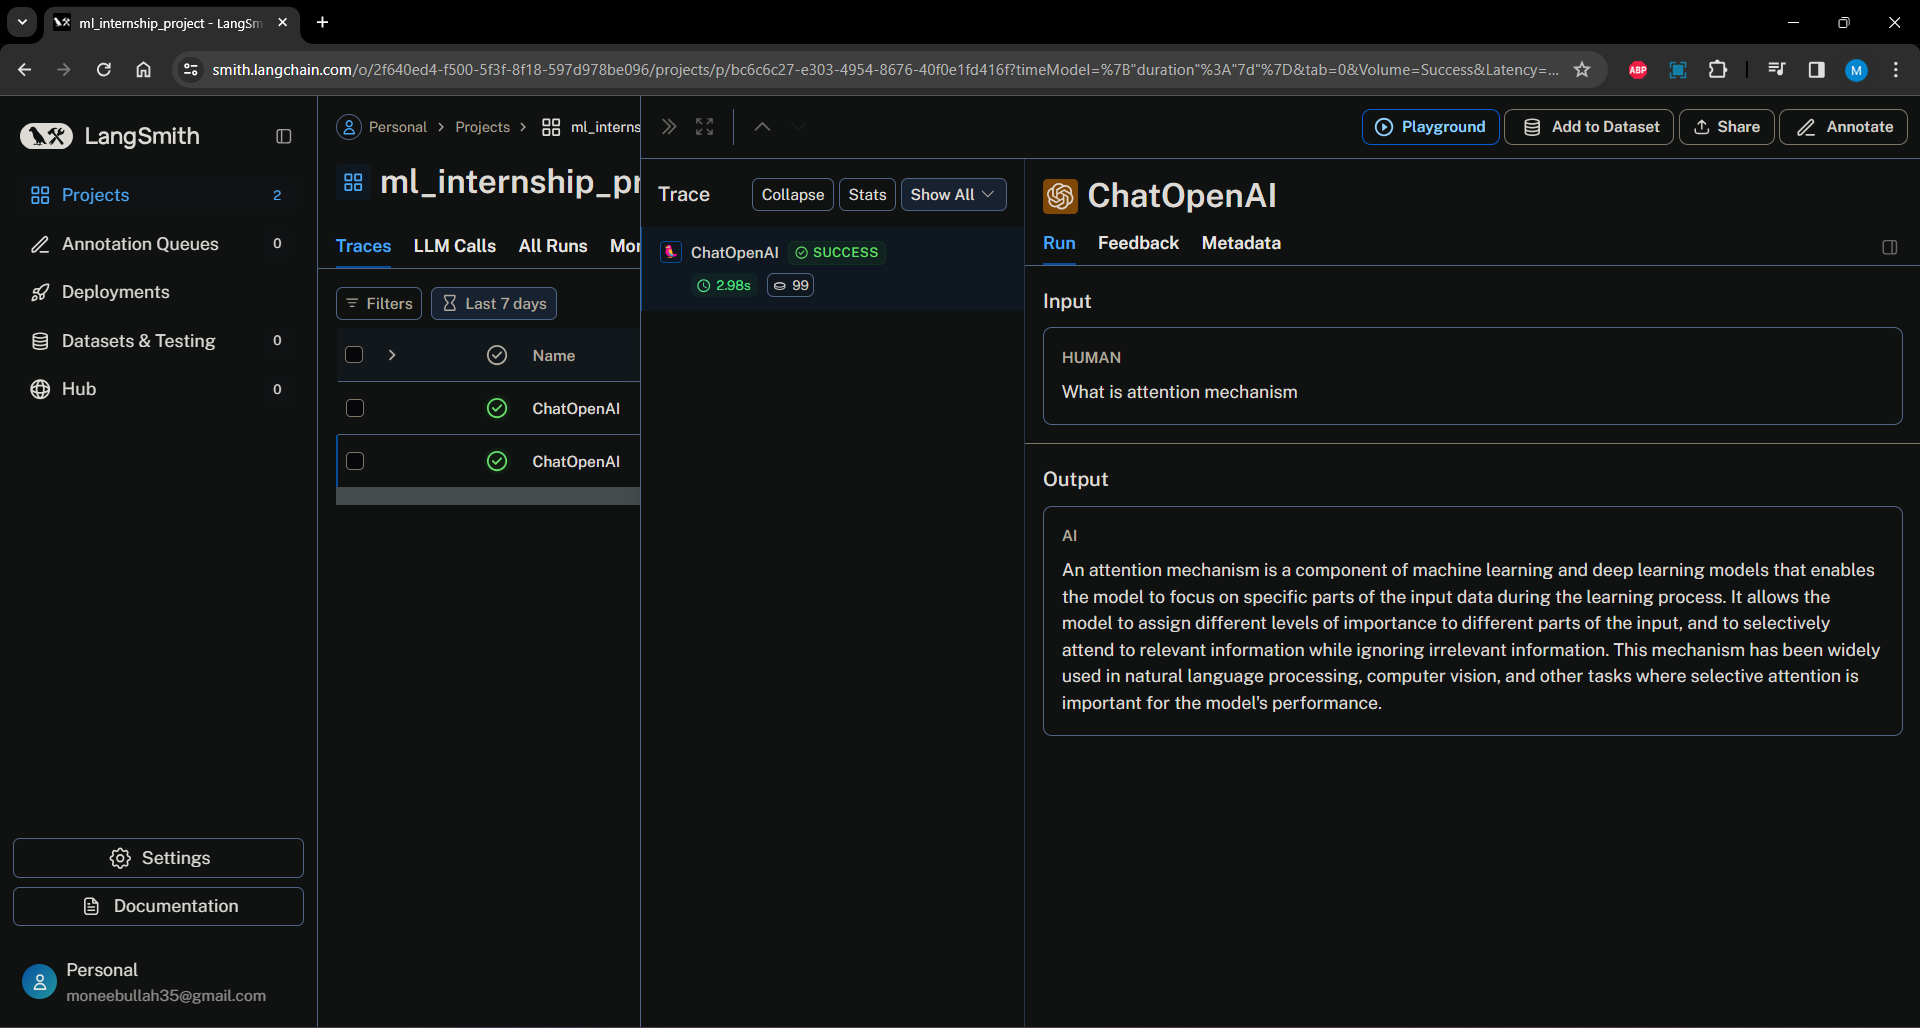 ml_internship_project - LangSm
smith.langchain.com/o/2f640ed4-f500-5f3f-8f18-597d978be096/projects/p/bc6c6c27-e303-4954-8676-40f0e1fd416f?timeModel=%7B"duration"%3A"7d"%7D&tab=0&Volume=Success&Latency=...
ABP
M
LangSmith
Projects 2
Annotation Queues 0
Deployments
Datasets & Testing 0
Hub 0
Settings
Documentation
Personal
moneebullah35@gmail.com
Personal > Projects > ml_interns
ml_internship_pr
Traces LLM Calls All Runs Mor
Filters Last 7 days
Name
ChatOpenAI
ChatOpenAI
Playground Add to Dataset Share Annotate
Trace Collapse Stats Show All
ChatOpenAI SUCCESS
2.98s 99
ChatOpenAI
Run Feedback Metadata
Input
HUMAN
What is attention mechanism
Output
AI
An attention mechanism is a component of machine learning and deep learning models that enables
the model to focus on specific parts of the input data during the learning process. It allows the
model to assign different levels of importance to different parts of the input, and to selectively
attend to relevant information while ignoring irrelevant information. This mechanism has been widely
used in natural language processing, computer vision, and other tasks where selective attention is
important for the model's performance.